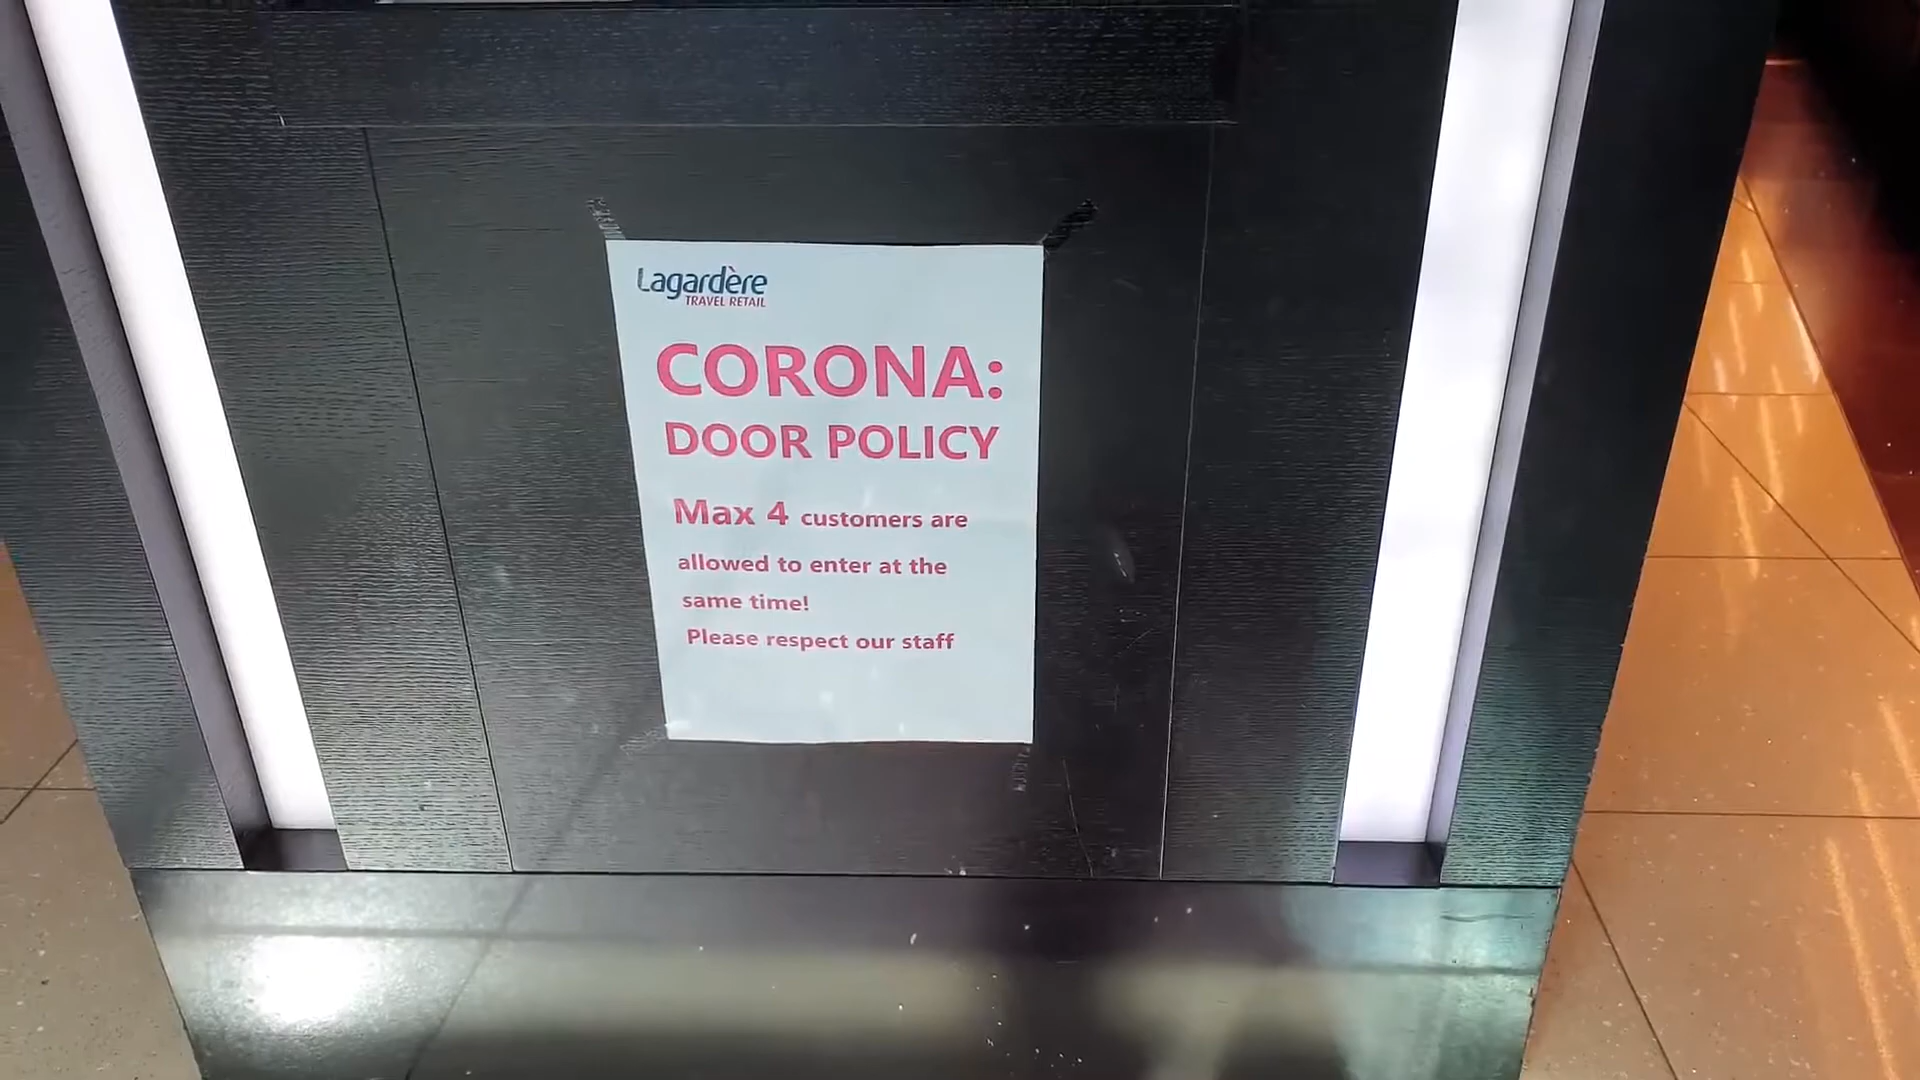 Lagardère
TRAVEL RETAIL
CORONA:
DOOR POLICY
Max 4 customers are
allowed to enter at the
same time!
Please respect our staff